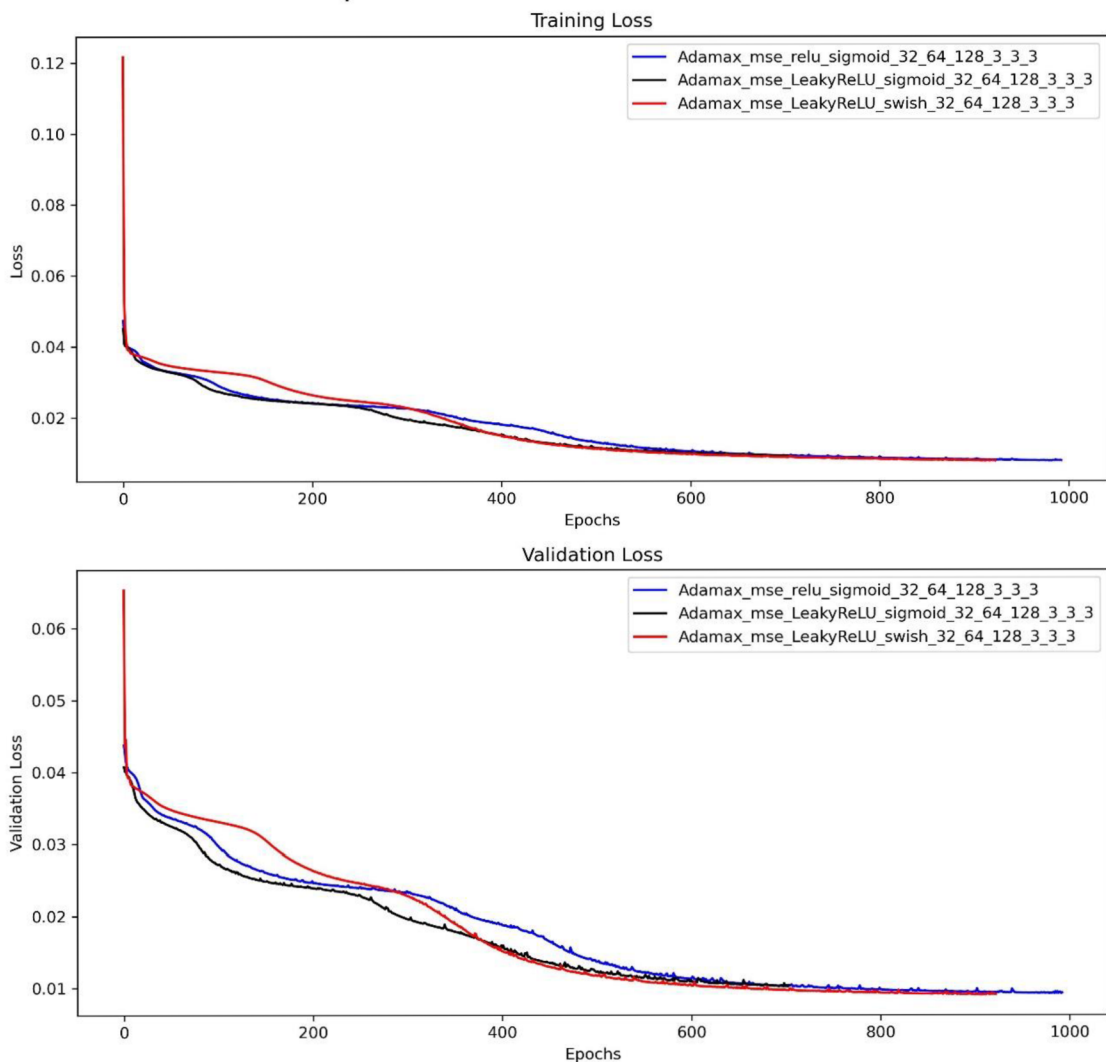 Training Loss
Adamax_mse_relu_sigmoid_32_64_128_3_3_3
Adamax_mse_LeakyReLU_sigmoid_32_64_128_3_3_3
Adamax_mse_LeakyReLU_swish_32_64_128_3_3_3
0.12
0.10
0.08
0.06
0.04
0.02
Loss
0
200
400
600
800
1000
Epochs
Validation Loss
Adamax_mse_relu_sigmoid_32_64_128_3_3_3
Adamax_mse_LeakyReLU_sigmoid_32_64_128_3_3_3
Adamax_mse_LeakyReLU_swish_32_64_128_3_3_3
0.06
0.05
0.04
0.03
0.02
0.01
Validation Loss
0
200
400
600
800
1000
Epochs